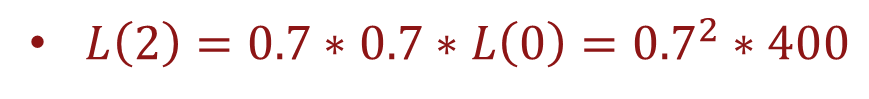 • L(2) = 0.7 * 0.7 * L(0) = 0.7² * 400